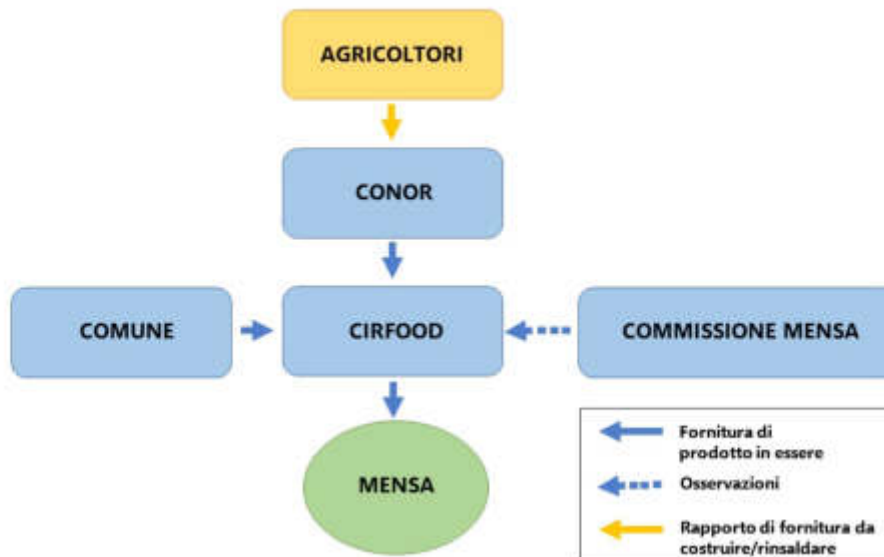 AGRICOLTORI
CONOR
COMUNE
CIRFOOD
COMMISSIONE MENSA
MENSA
Fornitura di
prodotto in essere
Osservazioni
Rapporto di fornitura da
costruire/rinsaldare